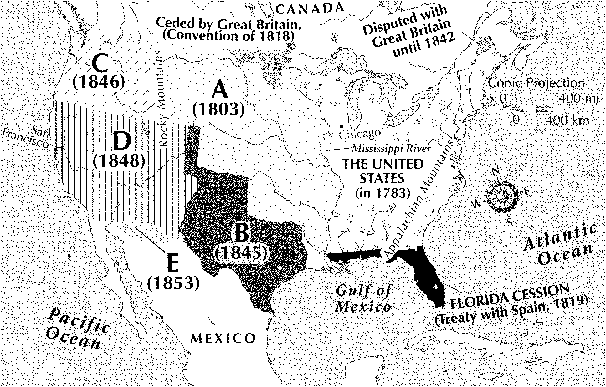 CANADA
Ceded by Great Britain,
(Convention of 1818)
Disputed with
Great Britain
until 1842
C
(1846)
A
(1803)
Rocky Mountains
Conic Projection
0 400 mi
0 400 km
San
Francisco
D
(1848)
Mississippi River
THE UNITED
STATES
(in 1783)
Appalachian Mountains
N
W
E
S
B
(1845)
Atlantic
Ocean
E
(1853)
Gulf of
Mexico
FLORIDA CESSION
(Treaty with Spain, 1819)
Pacific
Ocean
MEXICO